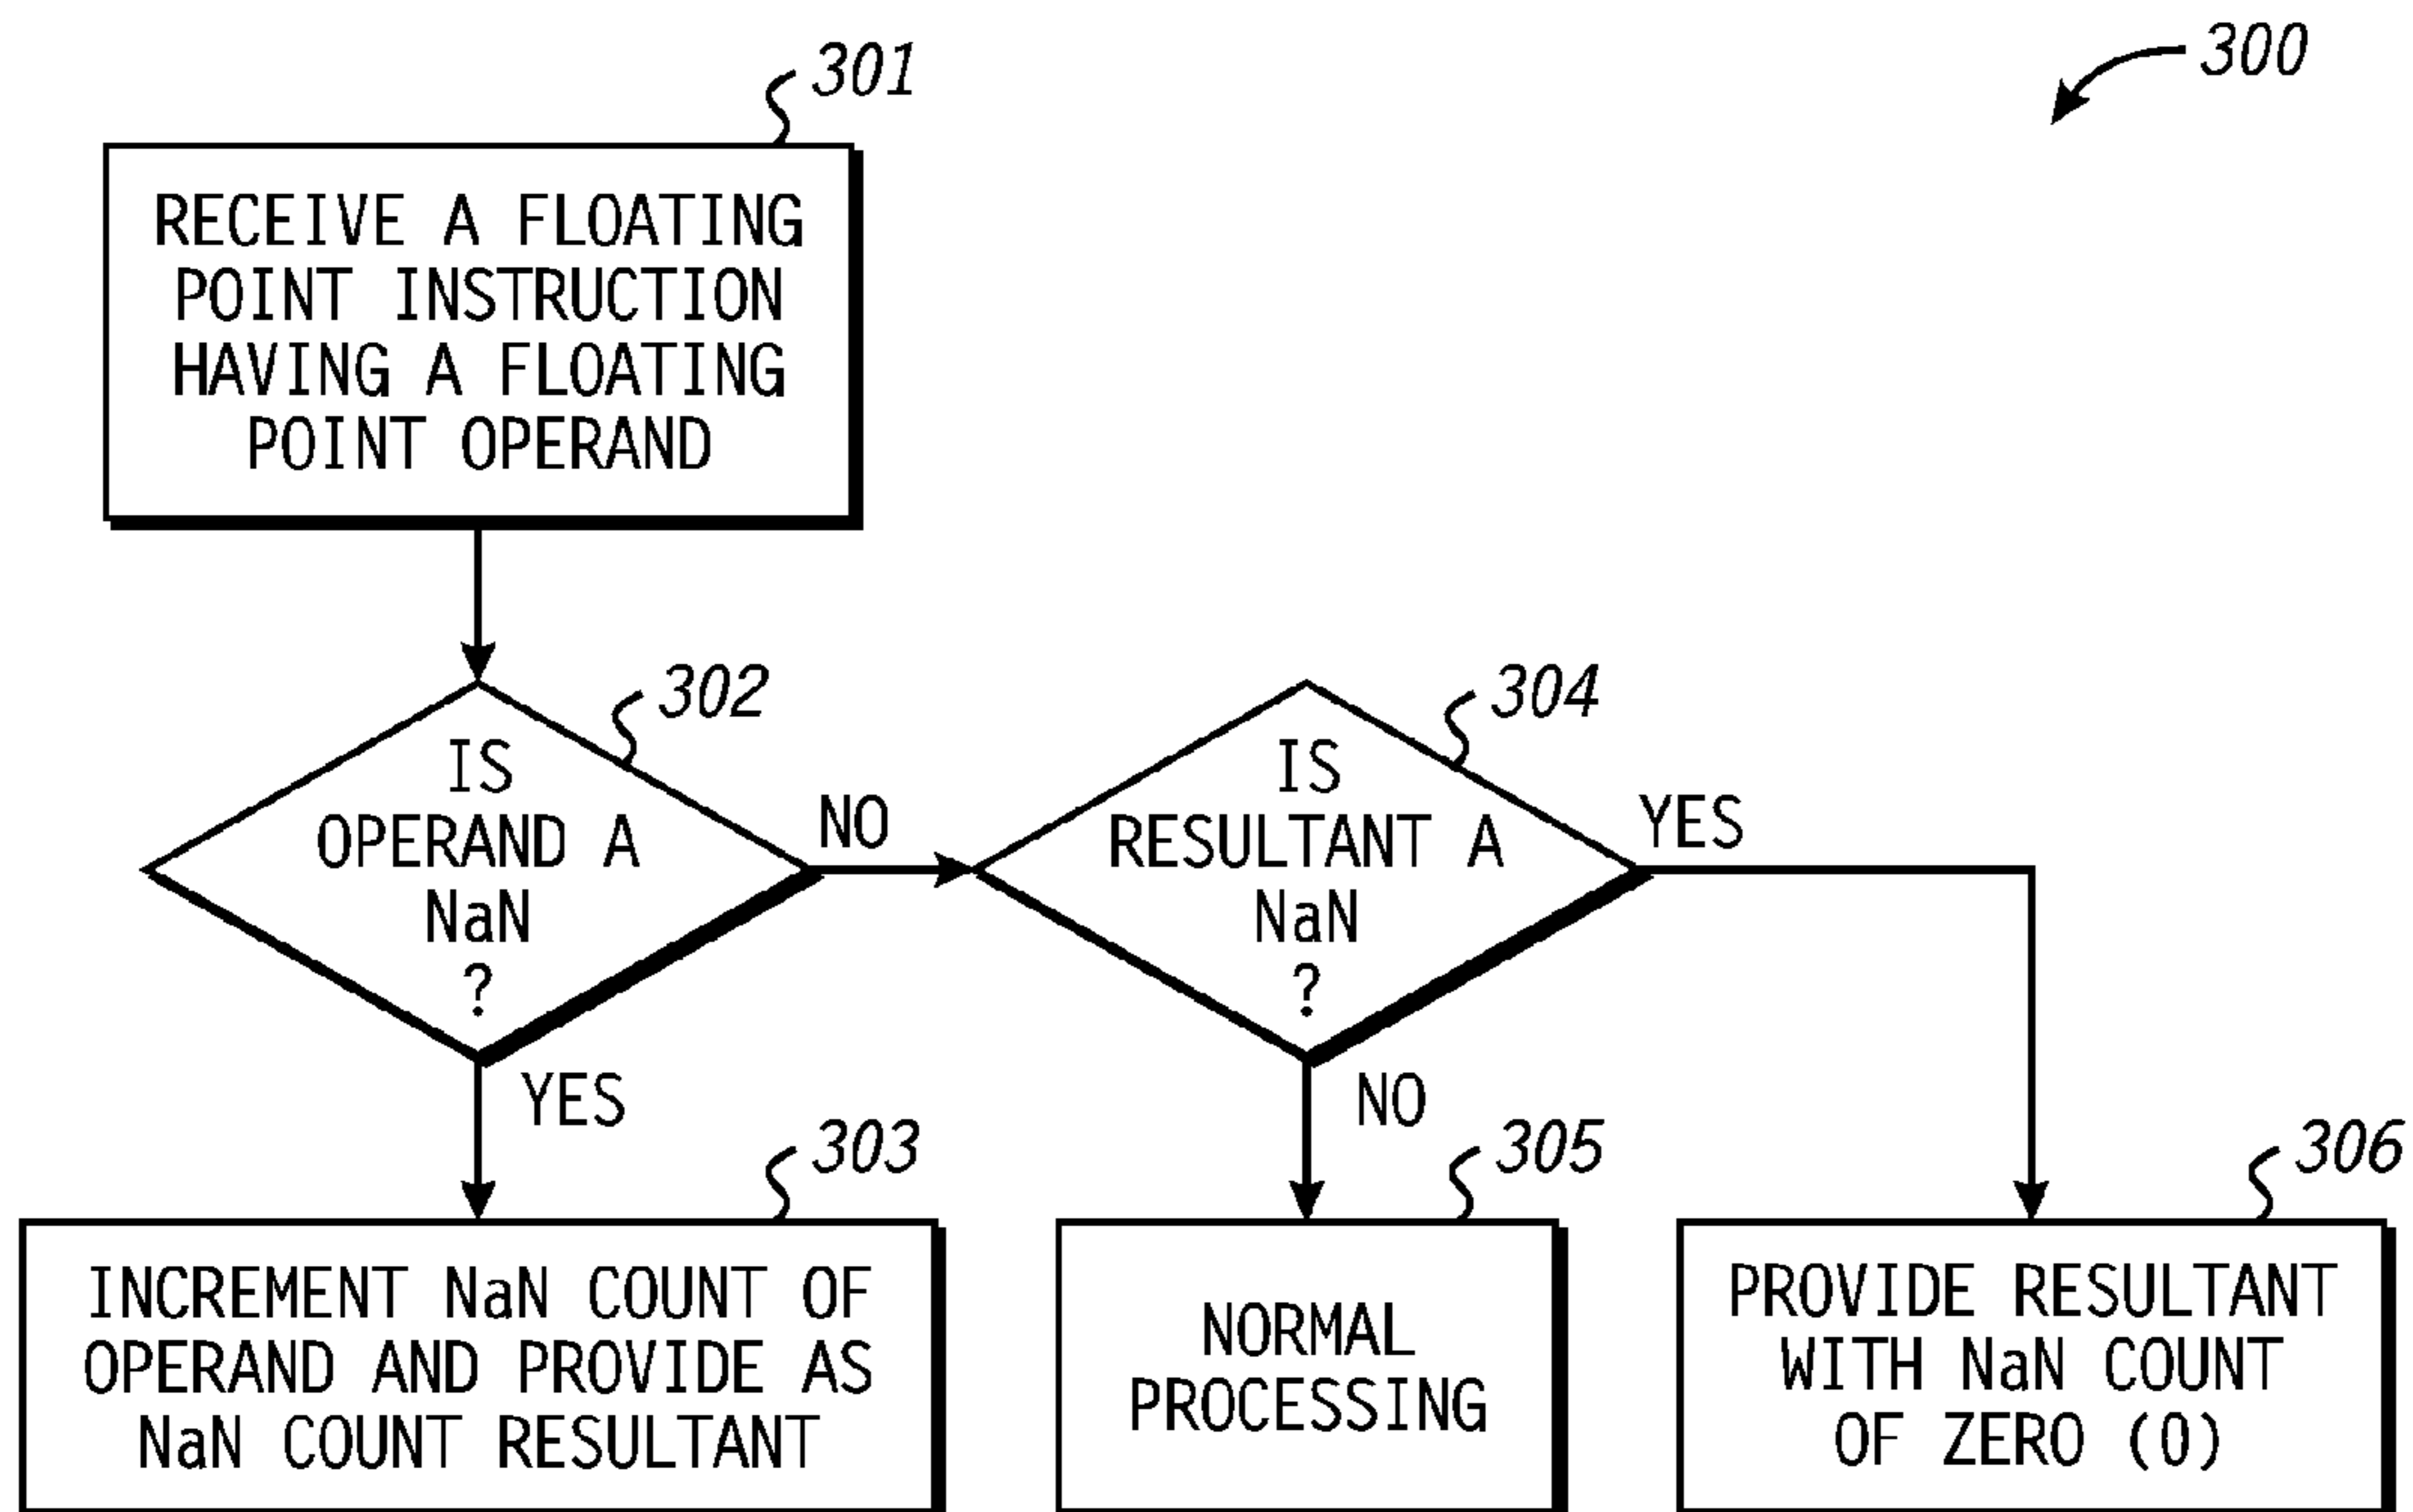 300
301
RECEIVE A FLOATING
POINT INSTRUCTION
HAVING A FLOATING
POINT OPERAND
302
IS
OPERAND A
NaN
?
NO
YES
304
IS
RESULTANT A
NaN
?
YES
NO
303
INCREMENT NaN COUNT OF
OPERAND AND PROVIDE AS
NaN COUNT RESULTANT
305
NORMAL
PROCESSING
306
PROVIDE RESULTANT
WITH NaN COUNT
OF ZERO (0)